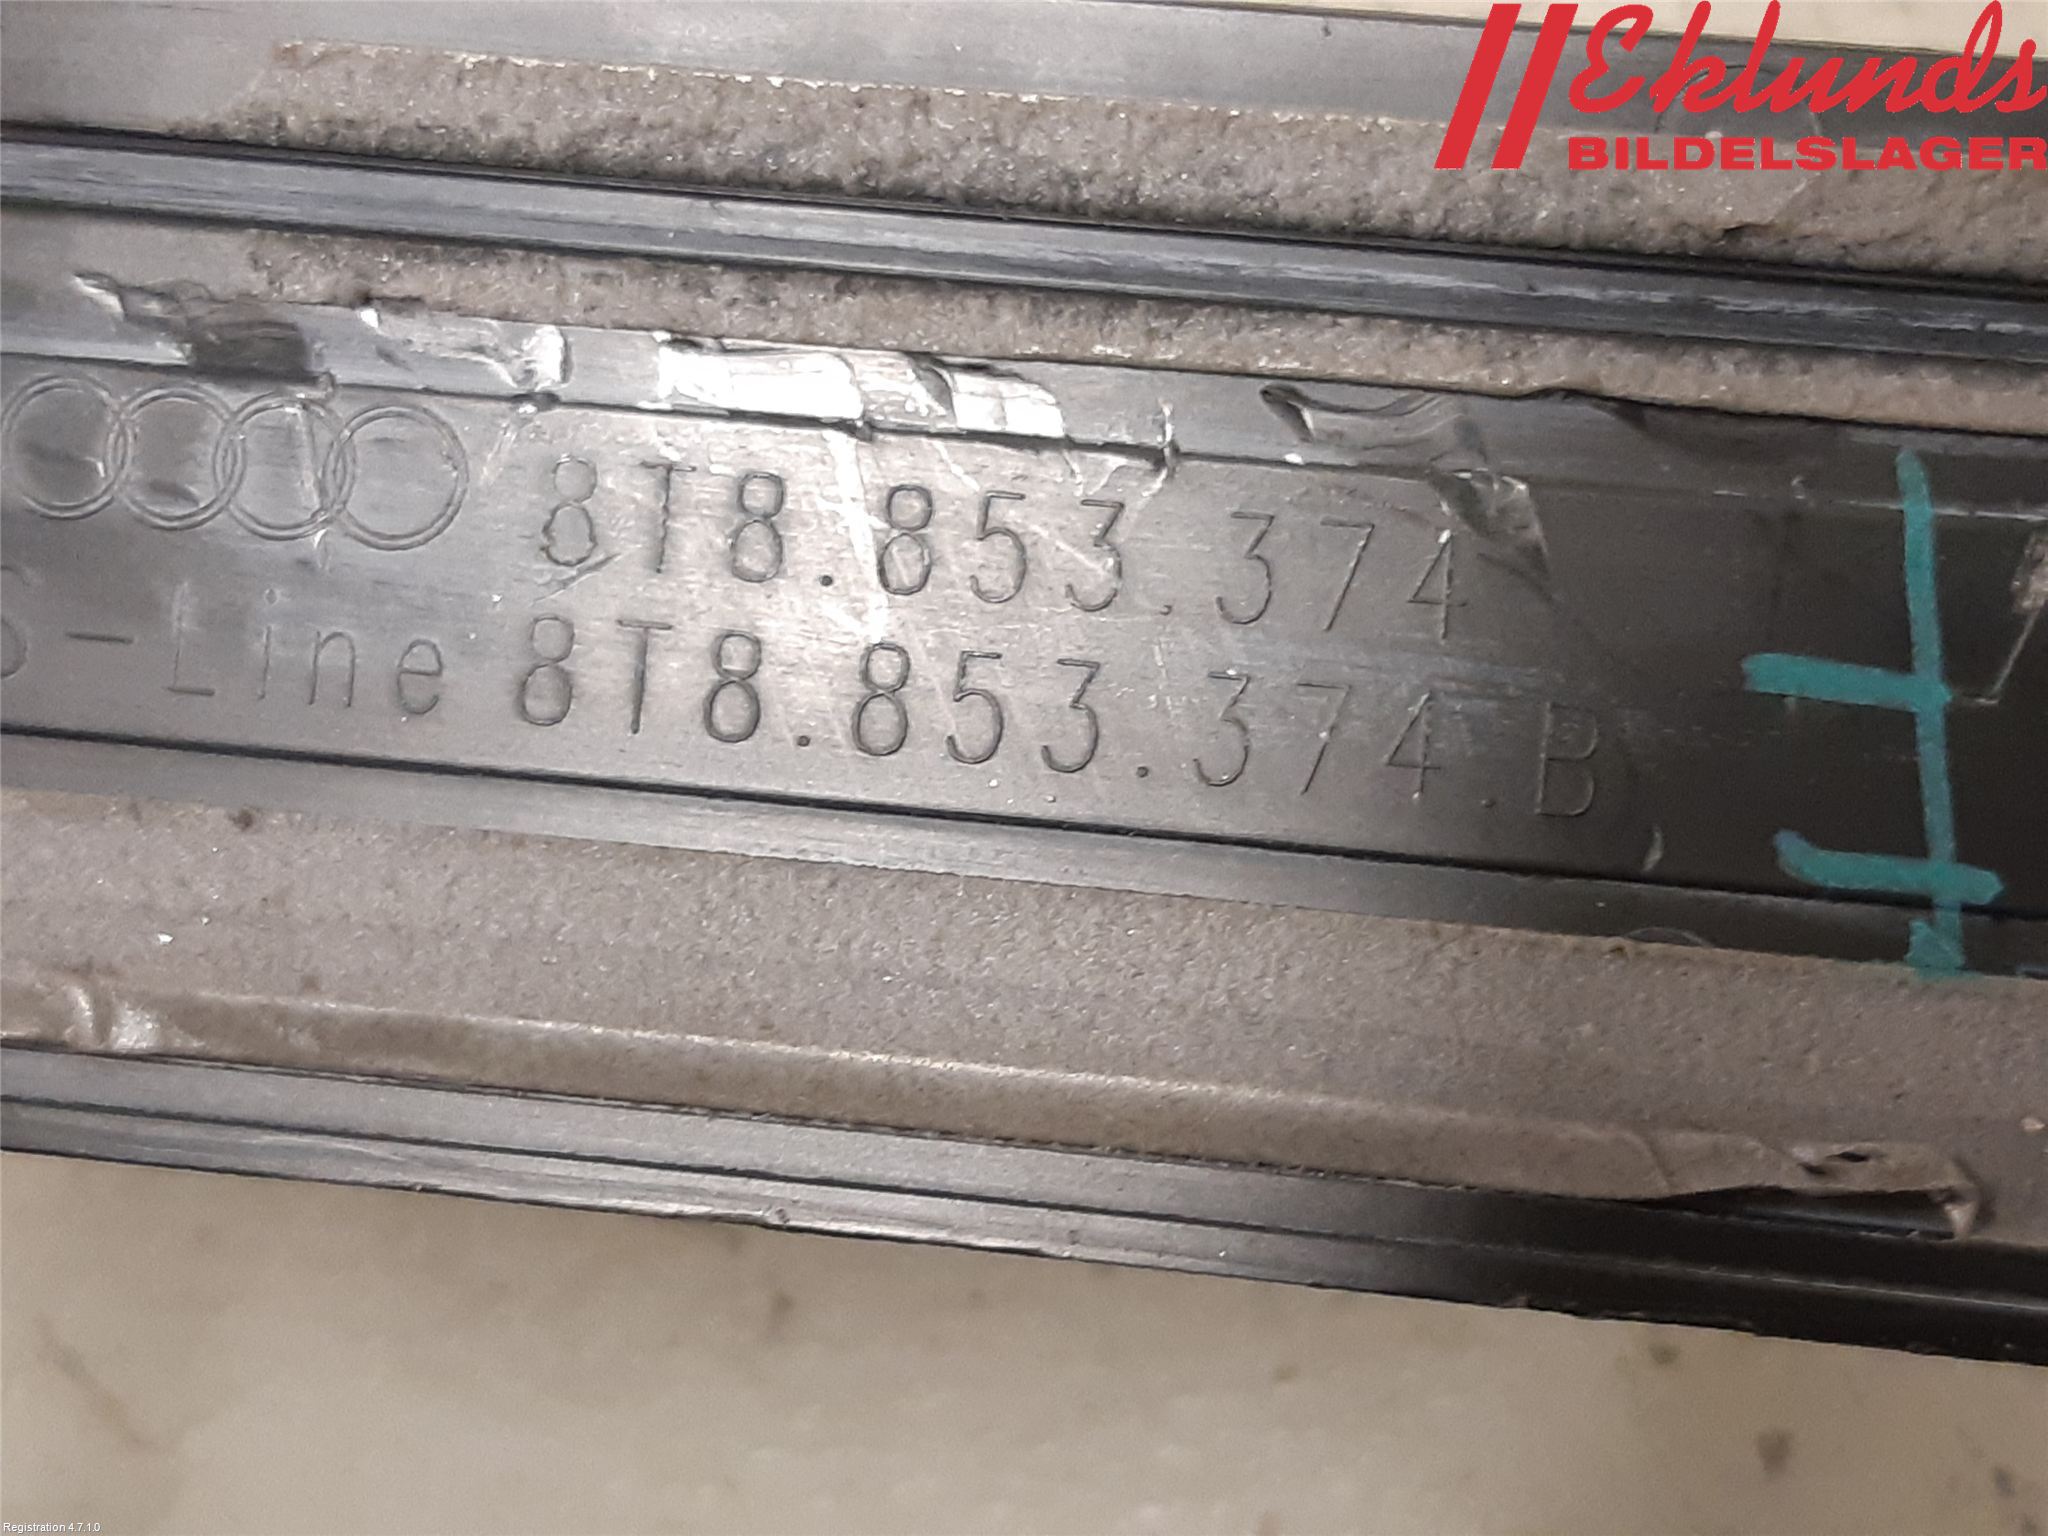 Eklunds
BILDELSLAGER
8T8.853.374
S-Line 8T8.853.374.B
Registration 4.7.1.0